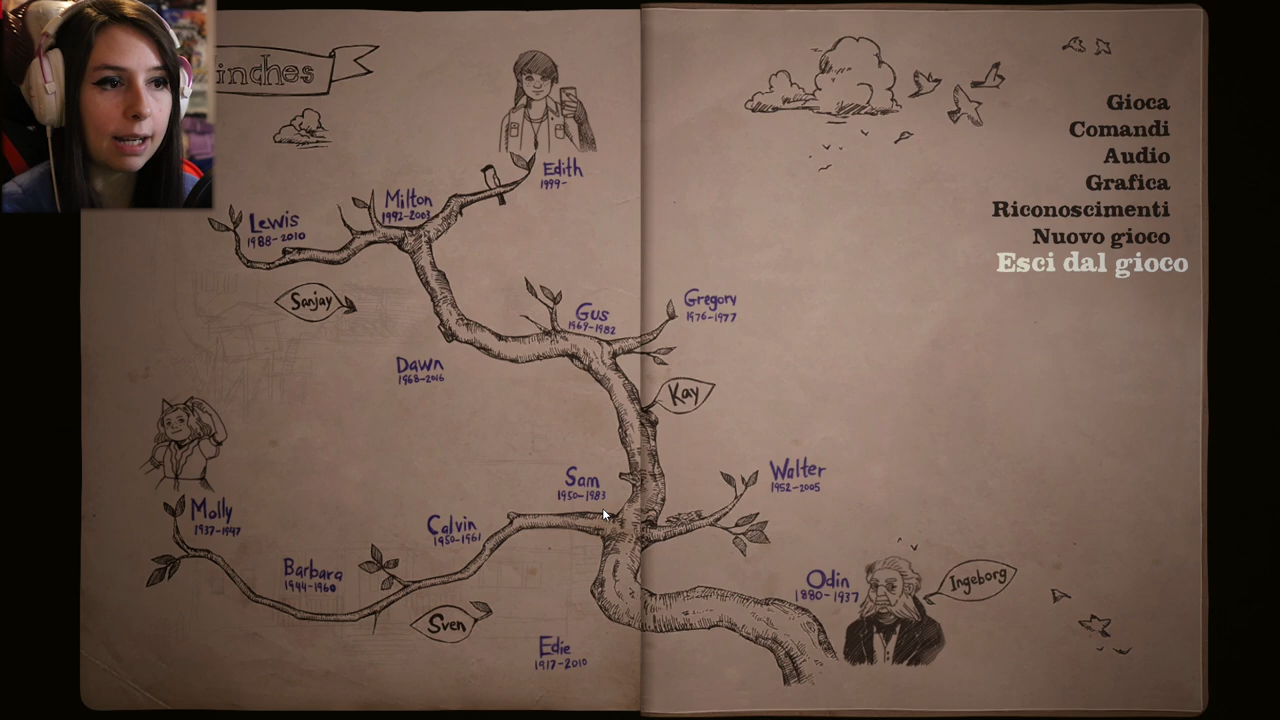 inches
Edith
1999-
Milton
1992-2003
Lewis
1988-2010
Sanjay
Gus
1969-1982
Gregory
1976-1977
Dawn
1968-2016
Kay
Sam
1950-1983
Walter
1952-2005
Molly
1937-1947
Calvin
1950-1961
Barbara
1944-1960
Sven
Odin
1880-1937
Ingeborg
Edie
1917-2010
Gioca
Comandi
Audio
Grafica
Riconoscimenti
Nuovo gioco
Esci dal gioco